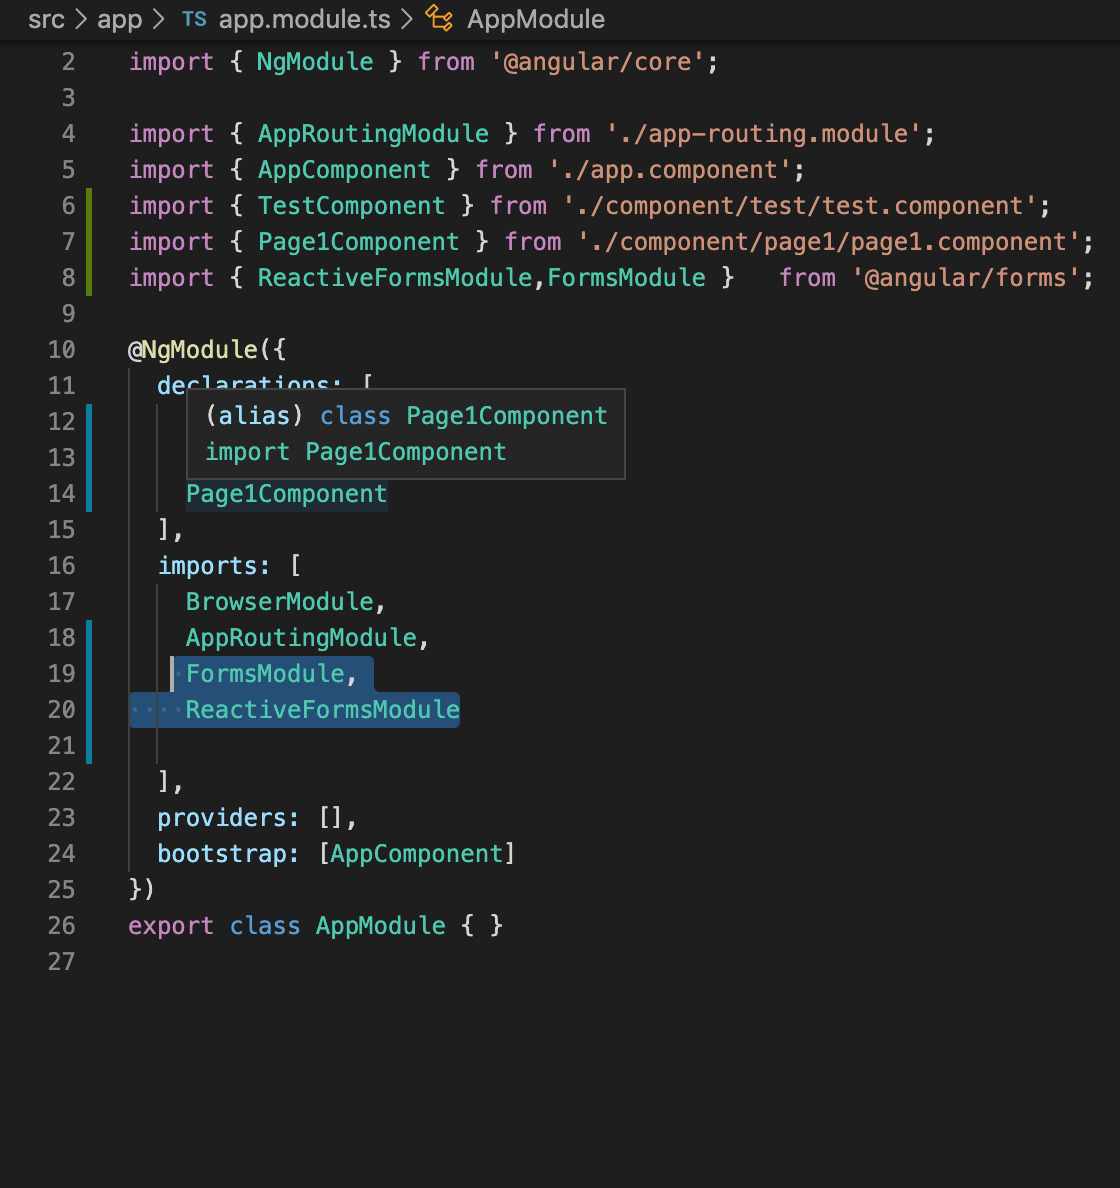 src > app > TS app.module.ts > AppModule
2 import { NgModule } from '@angular/core';
3
4 import { AppRoutingModule } from './app-routing.module';
5 import { AppComponent } from './app.component';
6 import { TestComponent } from './component/test/test.component';
7 import { Page1Component } from './component/page1/page1.component';
8 import { ReactiveFormsModule,FormsModule }   from '@angular/forms';
9
10 @NgModule({
11 declarations: [
(alias) class Page1Component
12
import Page1Component
13
14 Page1Component
15 ],
16 imports: [
17 BrowserModule,
18 AppRoutingModule,
19 FormsModule,
20 ····ReactiveFormsModule
21
22 ],
23 providers: [],
24 bootstrap: [AppComponent]
25 })
26 export class AppModule { }
27